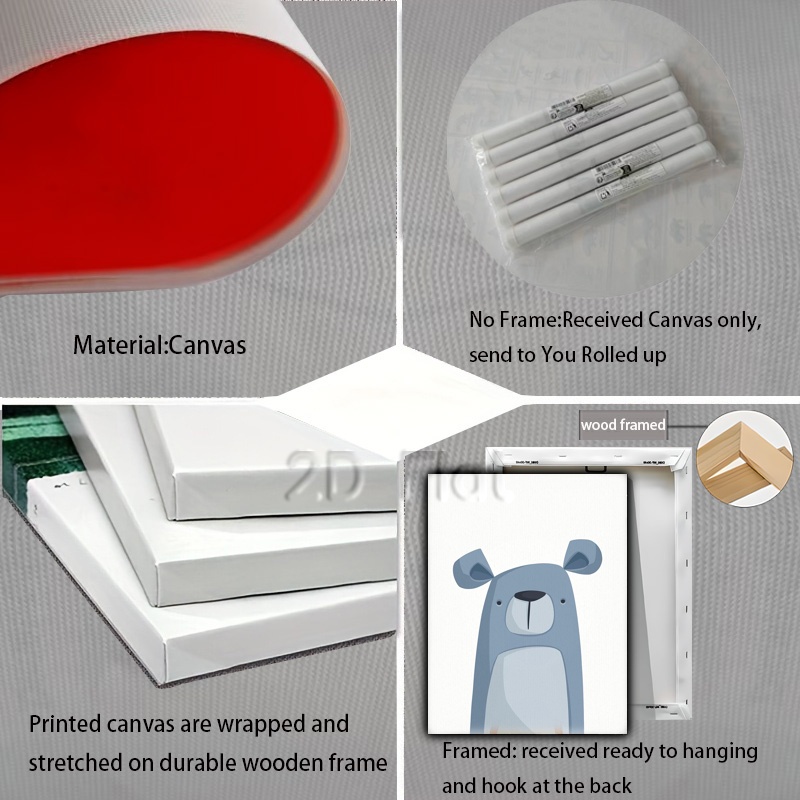 Material:Canvas
No Frame:Received Canvas only,
send to You Rolled up
2D Flat
wood framed
Printed canvas are wrapped and
stretched on durable wooden frame
Framed: received ready to hanging
and hook at the back